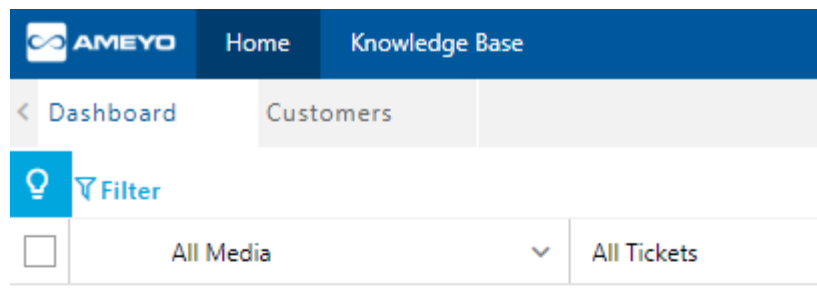 AMEYO Home Knowledge Base
Dashboard Customers
Filter
All Media All Tickets